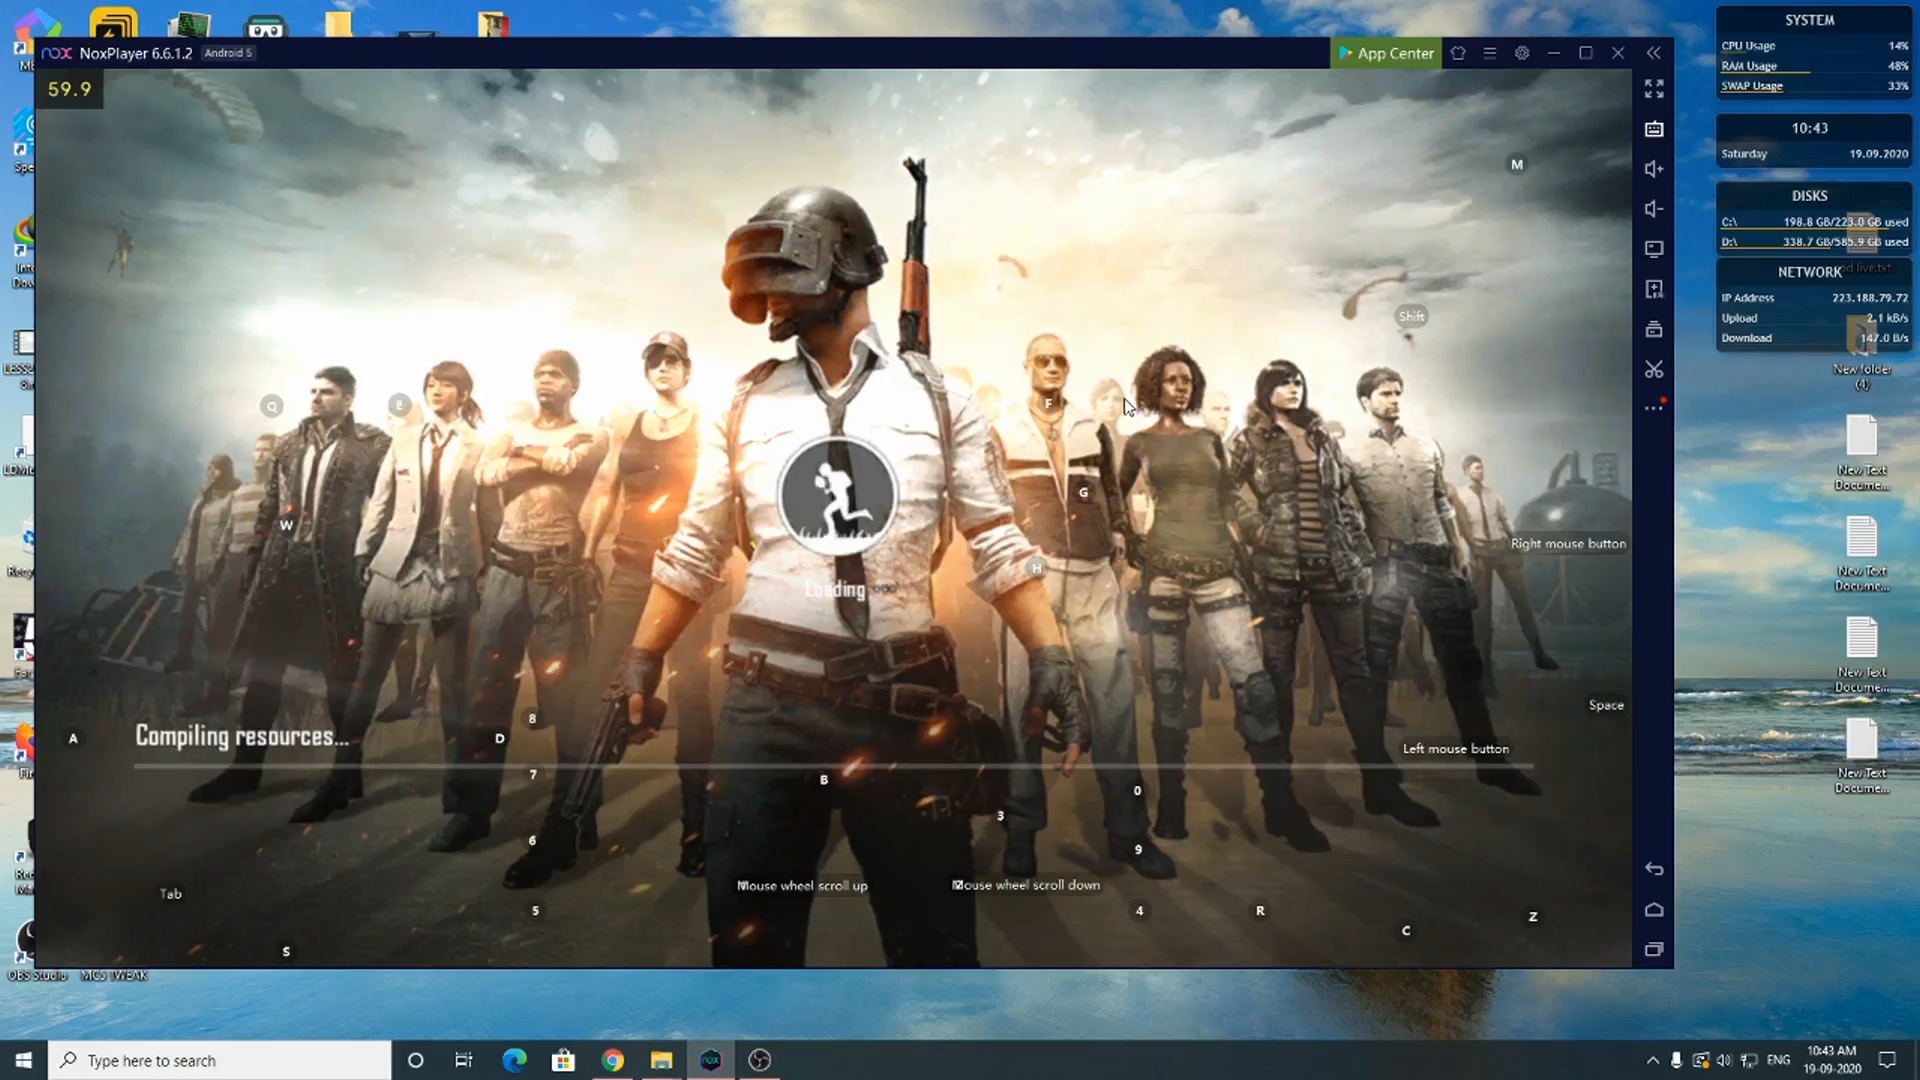 nox NoxPlayer 6.6.1.2 Android 5
App Center
59.9
M
Shift
Q
E
F
W
G
Right mouse button
H
Loading ...
Space
8
Compiling resources...
A
D
Left mouse button
7
B
0
3
6
9
Mouse wheel scroll up
Mouse wheel scroll down
Tab
5
4
R
Z
C
S
SYSTEM
CPU Usage 14%
RAM Usage 48%
SWAP Usage 33%
10:43
Saturday 19.09.2020
DISKS
C:\ 198.8 GB/223.0 GB used
D:\ 338.7 GB/585.9 GB used
NETWORK
IP Address 223.188.79.72
Upload 2.1 kB/s
Download 147.0 B/s
New folder
(4)
New Text
Docume...
New Text
Docume...
New Text
Docume...
New Text
Docume...
OBS Studio
MCS TWEAK
Type here to search
nox
ENG
10:43 AM
19-09-2020